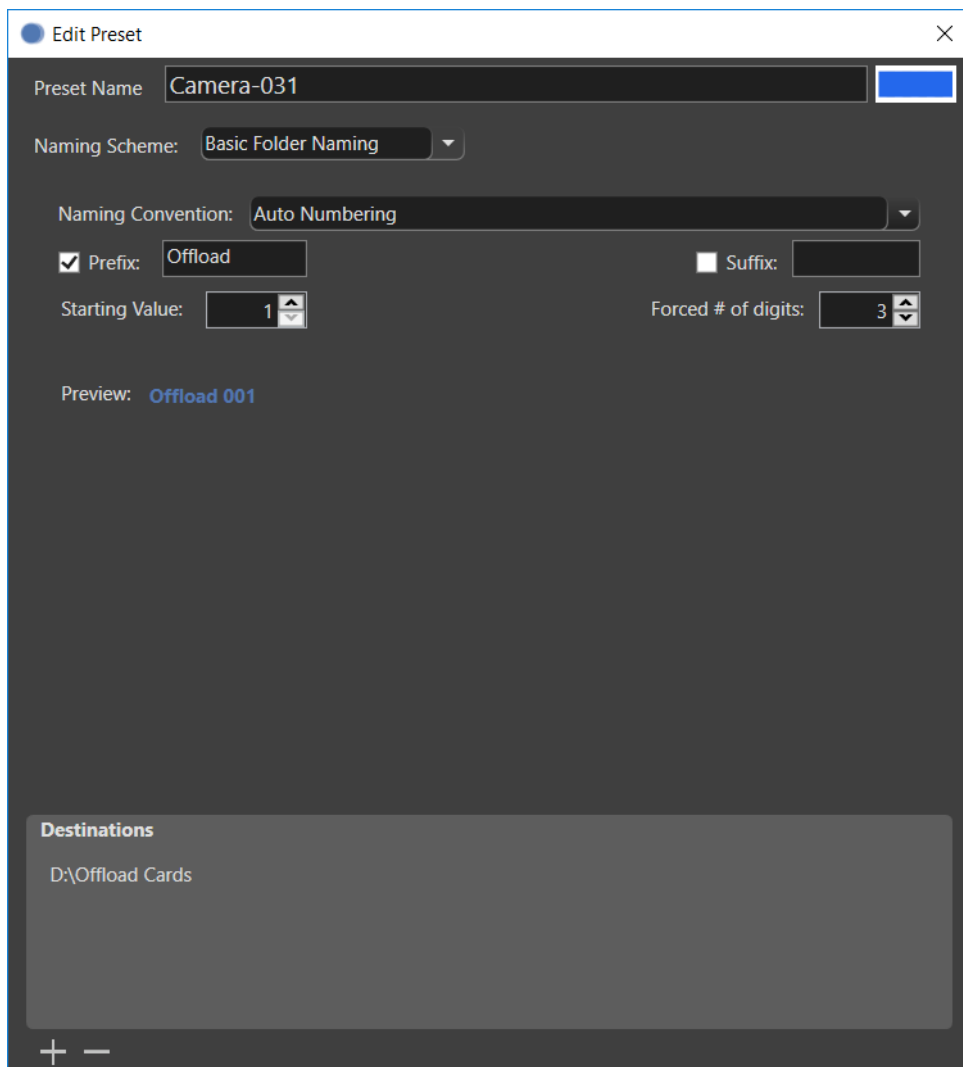 Edit Preset
Preset Name Camera-031
Naming Scheme: Basic Folder Naming
Naming Convention: Auto Numbering
Prefix: Offload Suffix:
Starting Value: 1 Forced # of digits: 3
Preview: Offload 001
Destinations
D:\Offload Cards